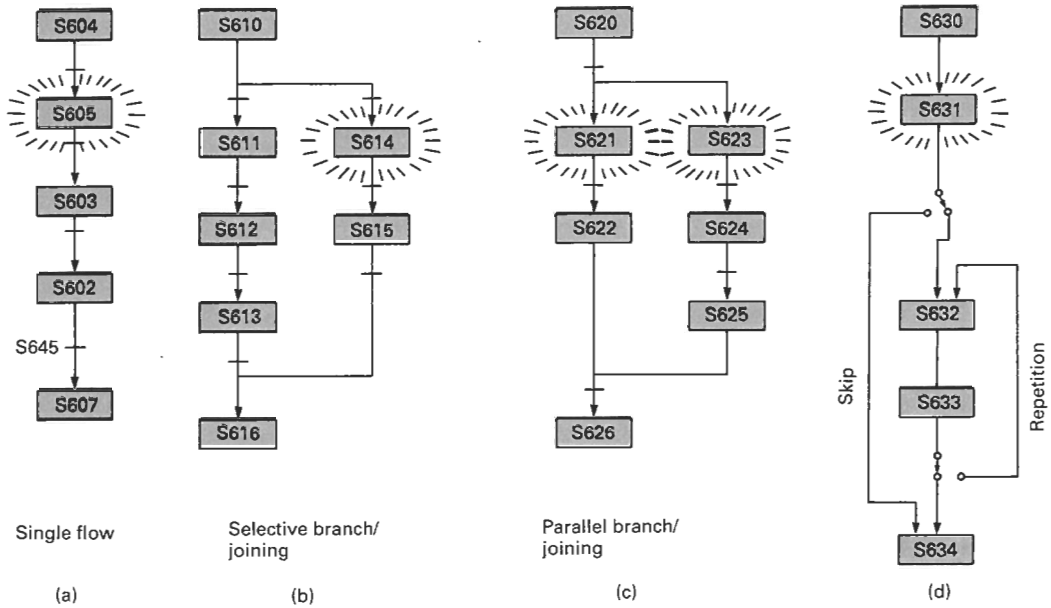 S604
S605
S603
S602
S645
S607
Single flow
(a)
S610
S611
S614
S612
S615
S613
S616
Selective branch/
joining
(b)
S620
S621
S623
S622
S624
S625
S626
Parallel branch/
joining
(c)
S630
S631
S632
S633
Skip
Repetition
S634
(d)